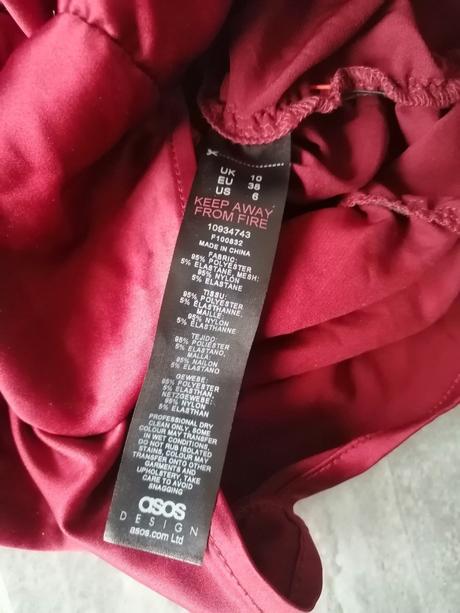 UK 10
EU 38
US 6
KEEP AWAY
FROM FIRE
10934743
F100832
MADE IN CHINA
FABRIC:
95% POLYESTER
5% ELASTANE, MESH:
95% NYLON
5% ELASTANE
TISSU:
95% POLYESTER
5% ELASTHANNE,
MAILLE:
95% NYLON
5% ELASTHANNE
TEJIDO:
95% POLIÉSTER
5% ELASTANO,
MALLA:
95% NAILON
5% ELASTANO
GEWEBE:
95% POLYESTER
5% ELASTHAN,
NETZGEWEBE:
95% NYLON
5% ELASTHAN
PROFESSIONAL DRY
CLEAN ONLY, SOME
COLOUR MAY TRANSFER
IN WET CONDITIONS,
DO NOT RUB ISOLATED
STAINS, COLOUR MAY
TRANSFER ONTO OTHER
GARMENTS AND
UPHOLSTERY, TAKE
CARE TO AVOID
SNAGGING
asos
DESIGN
asos.com Ltd